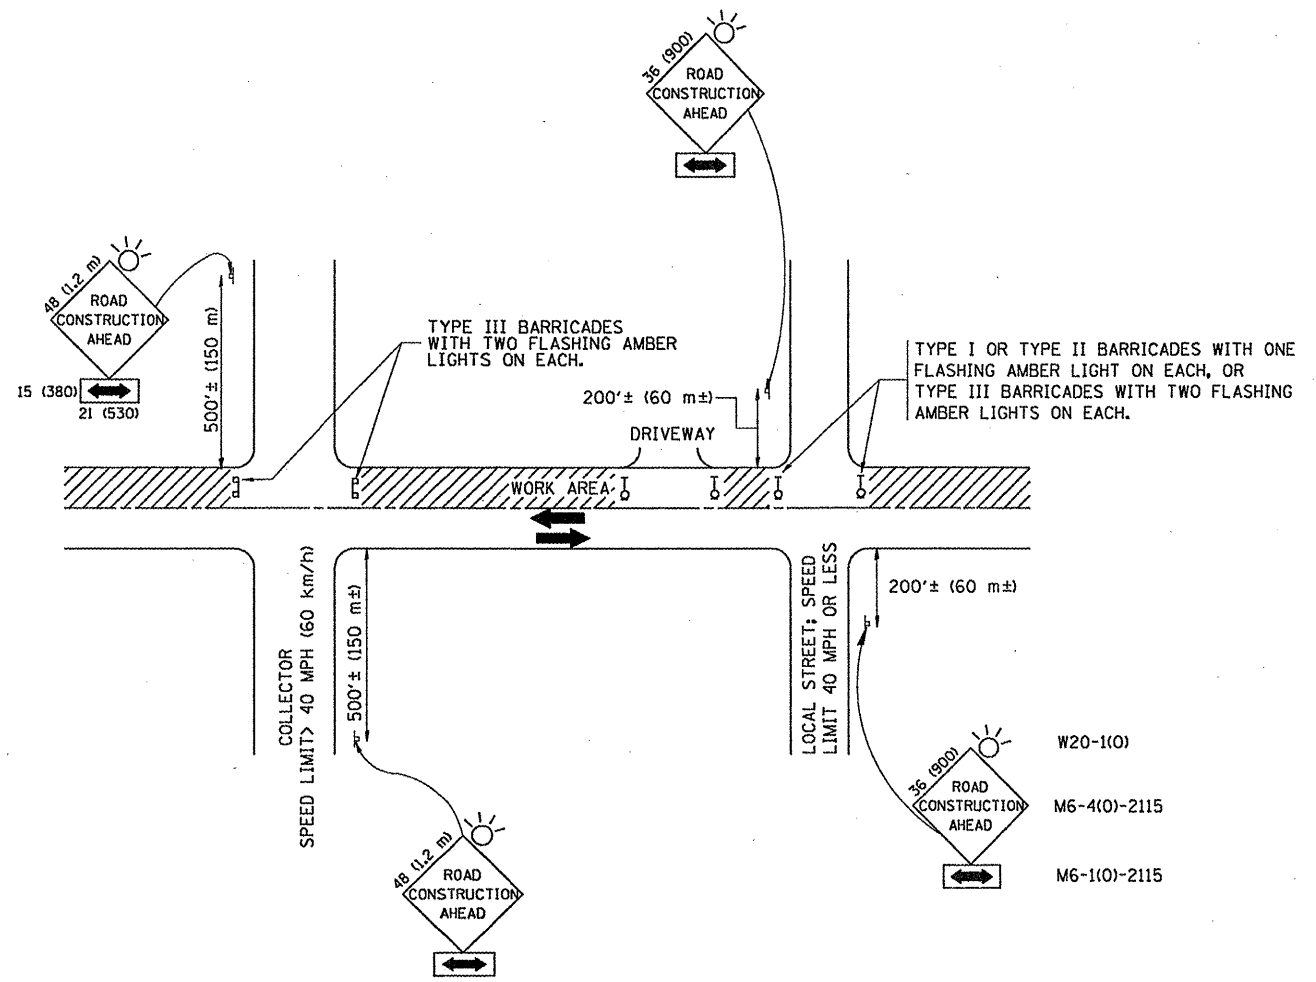 36 (900)
ROAD
CONSTRUCTION
AHEAD
48 (1.2 m)
ROAD
CONSTRUCTION
AHEAD
15 (380)
21 (530)
500'± (150 m)
TYPE III BARRICADES
WITH TWO FLASHING AMBER
LIGHTS ON EACH.
200'± (60 m±)
DRIVEWAY
TYPE I OR TYPE II BARRICADES WITH ONE
FLASHING AMBER LIGHT ON EACH, OR
TYPE III BARRICADES WITH TWO FLASHING
AMBER LIGHTS ON EACH.
WORK AREA
COLLECTOR
SPEED LIMIT> 40 MPH (60 km/h)
500'± (150 m±)
LOCAL STREET; SPEED
LIMIT 40 MPH OR LESS
200'± (60 m±)
48 (1.2 m)
ROAD
CONSTRUCTION
AHEAD
36 (900)
ROAD
CONSTRUCTION
AHEAD
W20-1(O)
M6-4(O)-2115
M6-1(O)-2115